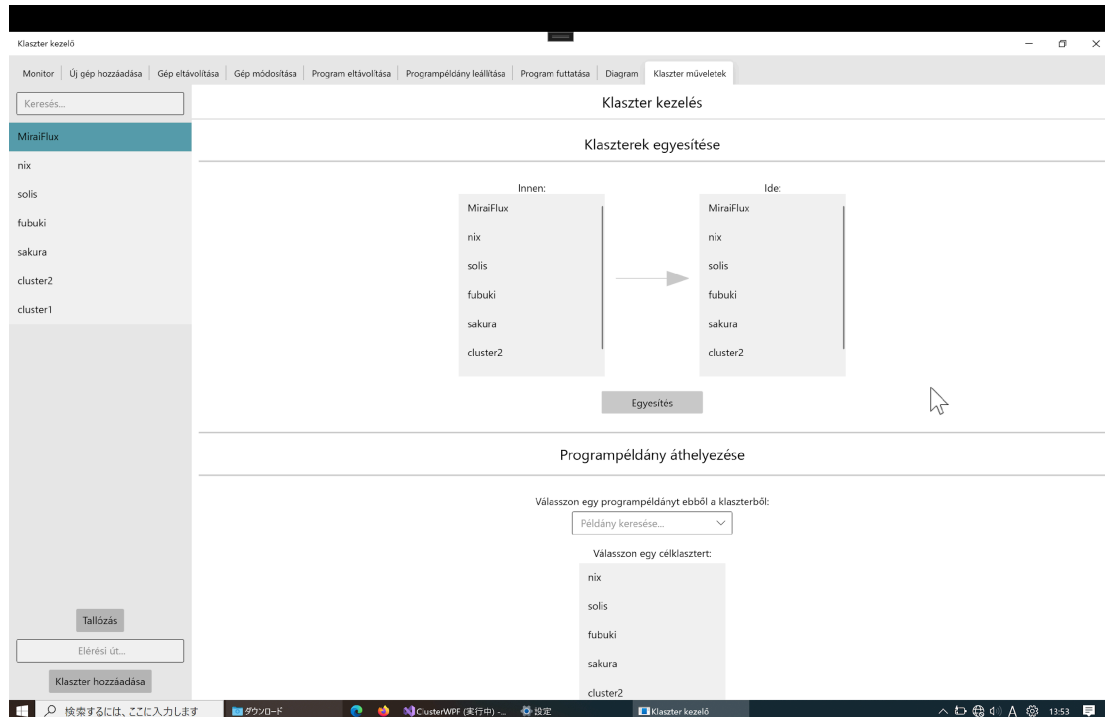 Klaszter kezelő
Monitor Új gép hozzáadása Gép eltávolítása Gép módosítása Program eltávolítása Programpéldány leállítása Program futtatása Diagram Klaszter műveletek
Keresés...
MiraiFlux
nix
solis
fubuki
sakura
cluster2
cluster1
Tallózás
Elérési út...
Klaszter hozzáadása
Klaszter kezelés
Klaszterek egyesítése
Innen:
MiraiFlux
nix
solis
fubuki
sakura
cluster2
Ide:
MiraiFlux
nix
solis
fubuki
sakura
cluster2
Egyesítés
Programpéldány áthelyezése
Válasszon egy programpéldányt ebből a klaszterből:
Példány keresése...
Válasszon egy célklasztert:
nix
solis
fubuki
sakura
cluster2
検索するには、ここに入力します ダウンロード ClusterWPF (実行中) -... 設定 Klaszter kezelő A 13:53